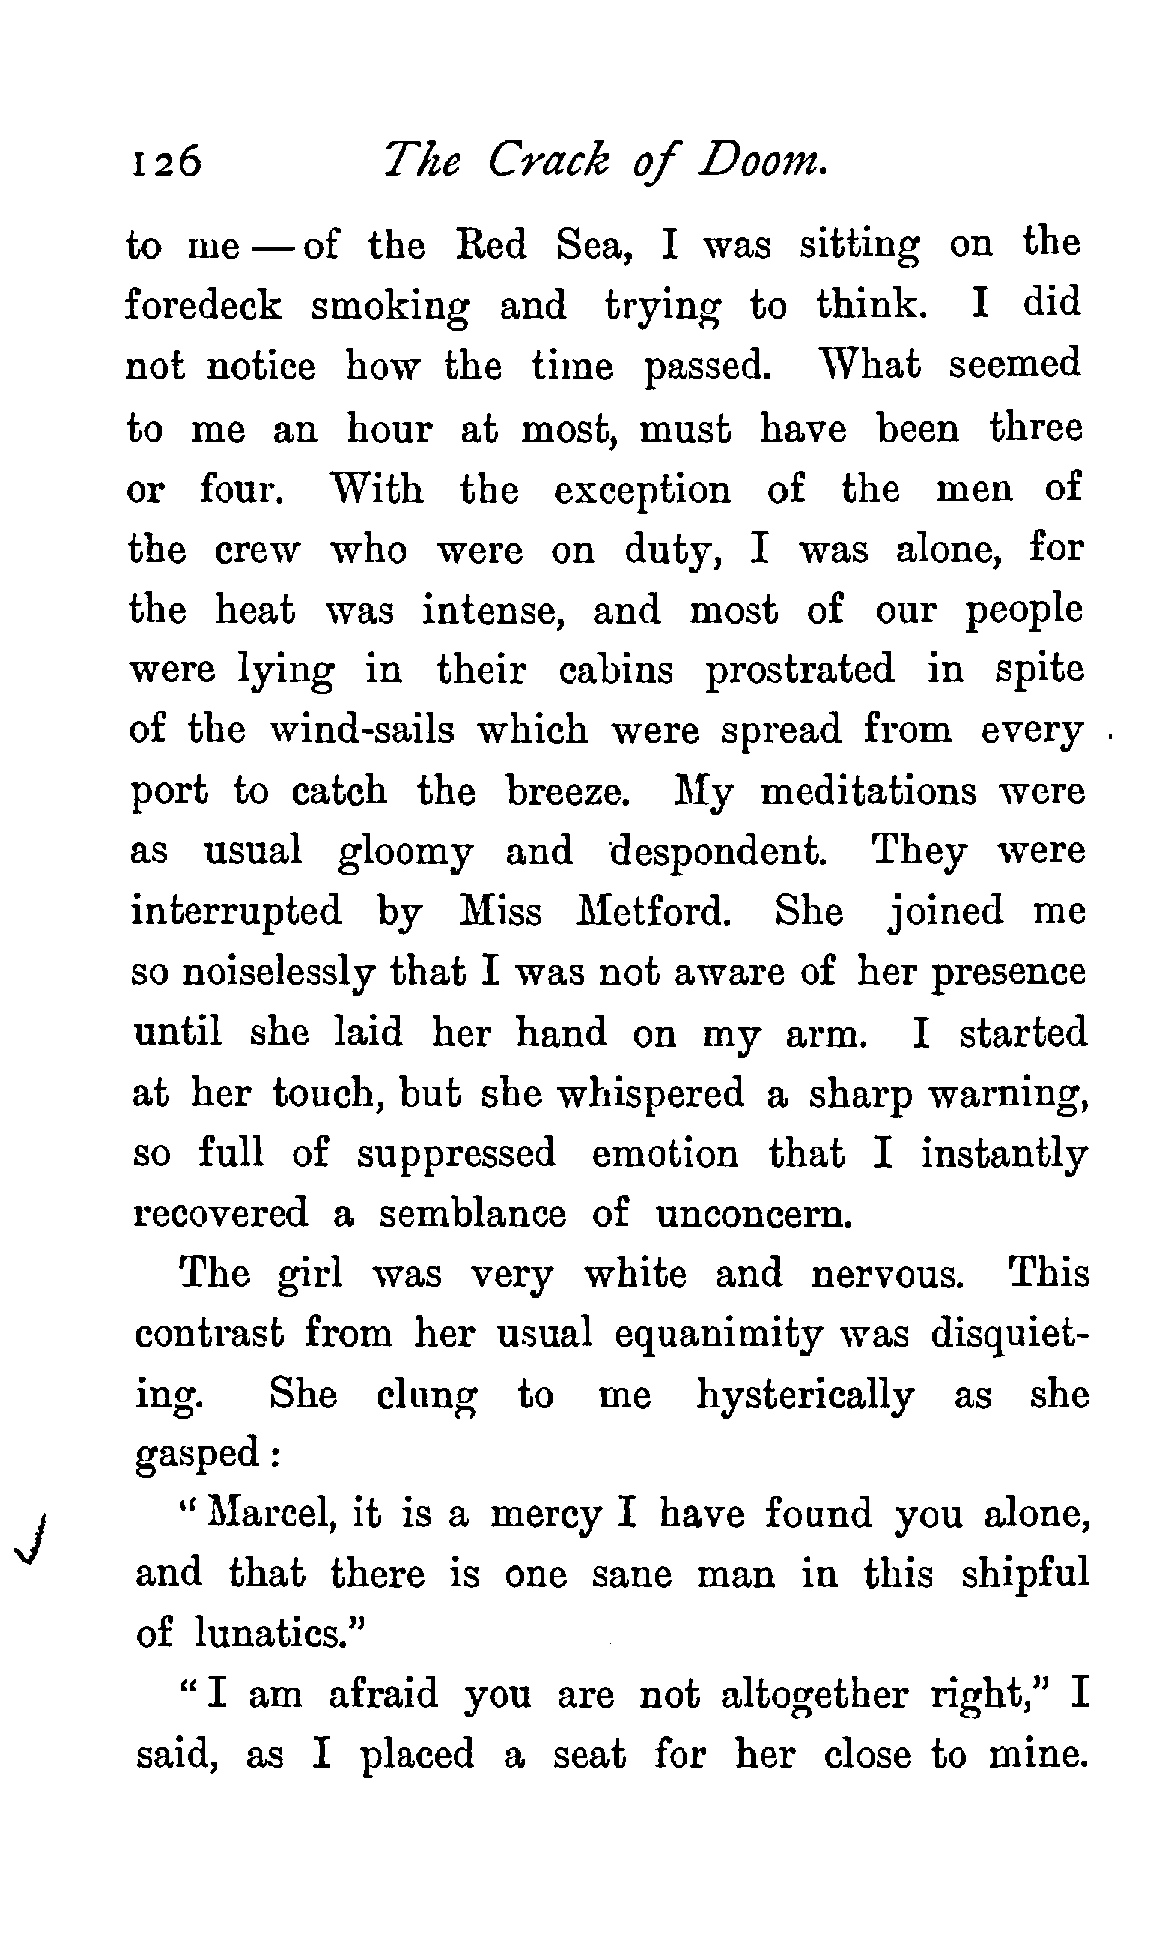 126 The Crack of Doom.
to me — of the Red Sea, I was sitting on the
foredeck smoking and trying to think. I did
not notice how the time passed. What seemed
to me an hour at most, must have been three
or four. With the exception of the men of
the crew who were on duty, I was alone, for
the heat was intense, and most of our people
were lying in their cabins prostrated in spite
of the wind-sails which were spread from every
port to catch the breeze. My meditations were
as usual gloomy and despondent. They were
interrupted by Miss Metford. She joined me
so noiselessly that I was not aware of her presence
until she laid her hand on my arm. I started
at her touch, but she whispered a sharp warning,
so full of suppressed emotion that I instantly
recovered a semblance of unconcern.
The girl was very white and nervous. This
contrast from her usual equanimity was disquiet-
ing. She clung to me hysterically as she
gasped:
"Marcel, it is a mercy I have found you alone,
and that there is one sane man in this shipful
of lunatics."
"I am afraid you are not altogether right," I
said, as I placed a seat for her close to mine.